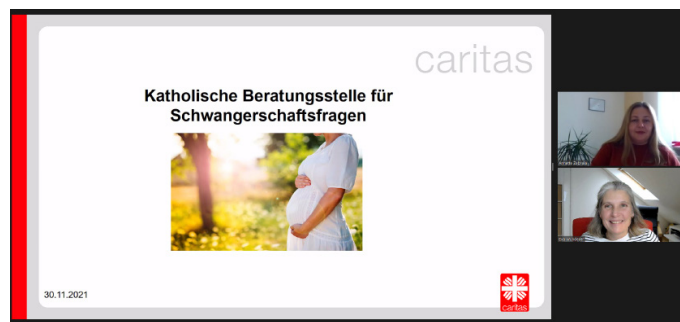 caritas
Katholische Beratungsstelle für
Schwangerschaftsfragen
30.11.2021
caritas